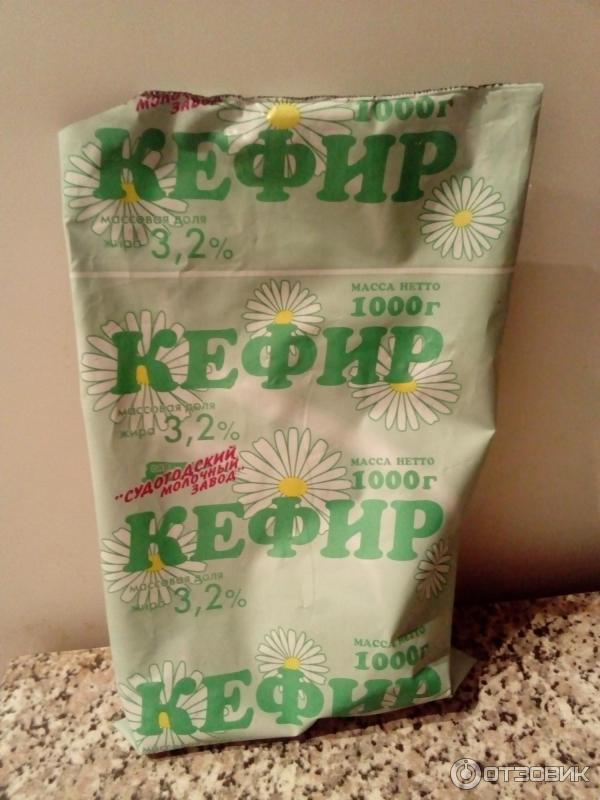 МОЛОЧНЫЙ
ЗАВОД"
1000г
КЕФИР
массовая доля
жира 3,2%
МАССА НЕТТО
1000г
КЕФИР
массовая доля
жира 3,2%
"СУДОГОДСКИЙ
МОЛОЧНЫЙ
ЗАВОД"
МАССА НЕТТО
1000г
КЕФИР
массовая доля
жира 3,2%
МАССА НЕТТО
1000г
КЕФИР
ОТЗОВИК